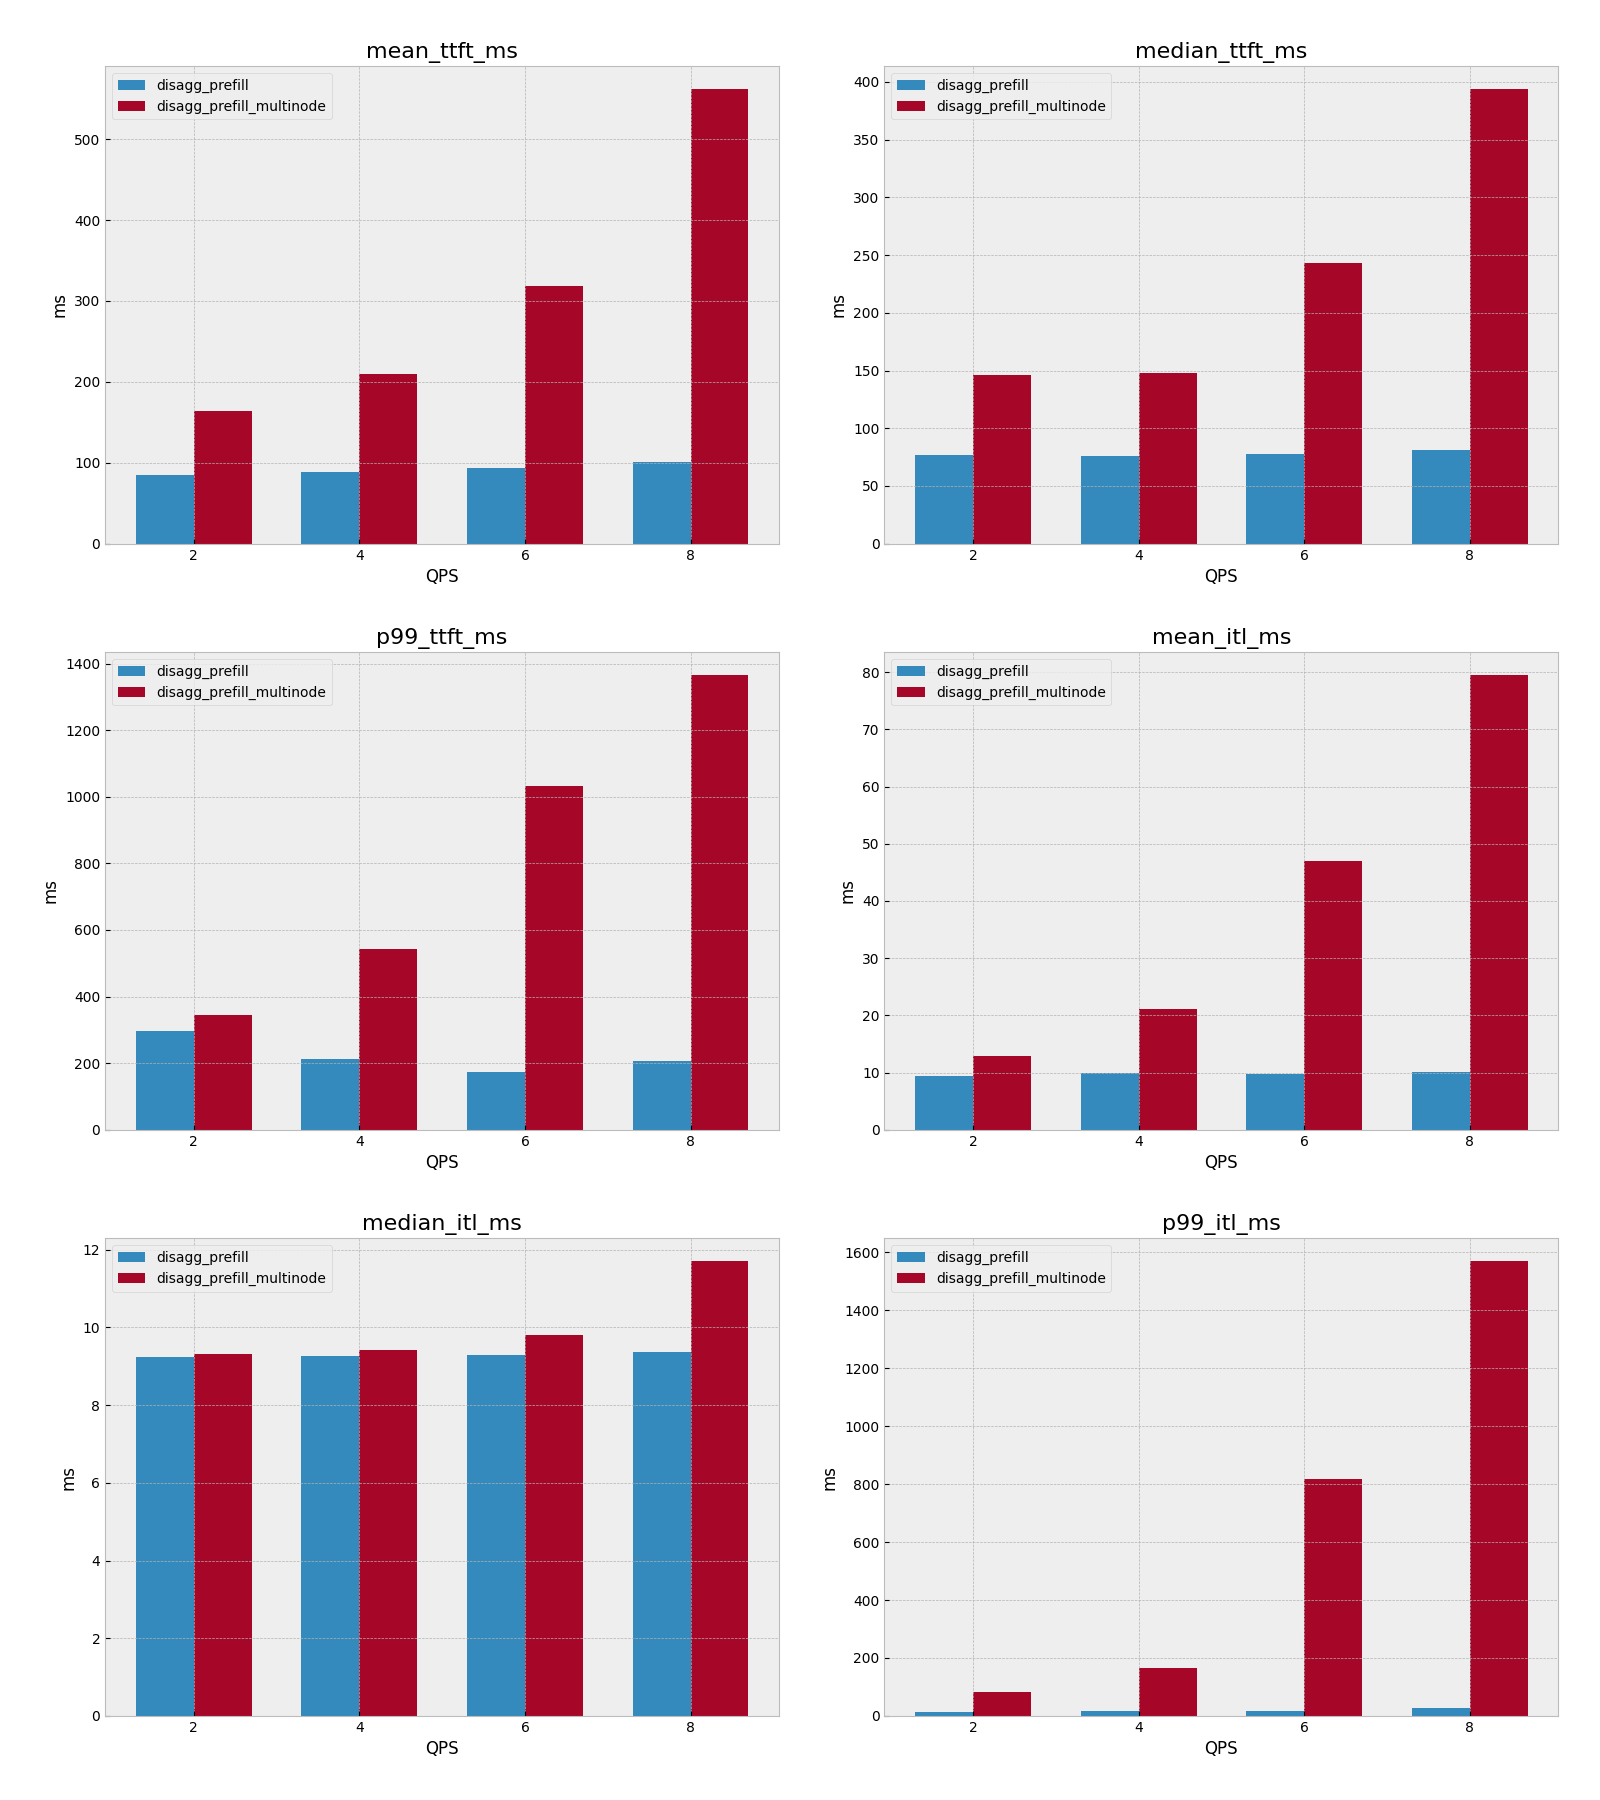 mean_ttft_ms
disagg_prefill
disagg_prefill_multinode
500
400
300
200
100
0
ms
2 4 6 8
QPS
median_ttft_ms
disagg_prefill
disagg_prefill_multinode
400
350
300
250
200
150
100
50
0
ms
2 4 6 8
QPS
p99_ttft_ms
disagg_prefill
disagg_prefill_multinode
1400
1200
1000
800
600
400
200
0
ms
2 4 6 8
QPS
mean_itl_ms
disagg_prefill
disagg_prefill_multinode
80
70
60
50
40
30
20
10
0
ms
2 4 6 8
QPS
median_itl_ms
disagg_prefill
disagg_prefill_multinode
12
10
8
6
4
2
0
ms
2 4 6 8
QPS
p99_itl_ms
disagg_prefill
disagg_prefill_multinode
1600
1400
1200
1000
800
600
400
200
0
ms
2 4 6 8
QPS